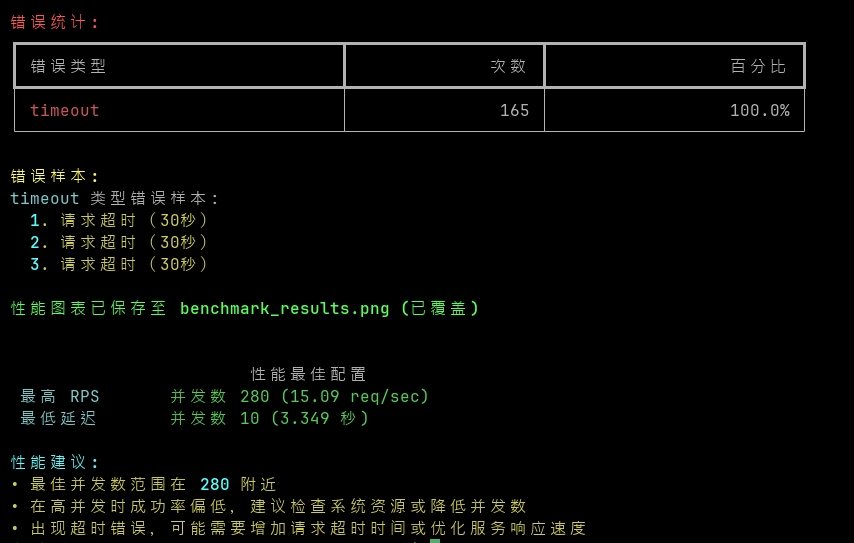 错误统计:
错误类型 次数 百分比
timeout 165 100.0%
错误样本:
timeout 类型错误样本:
1. 请求超时 (30秒)
2. 请求超时 (30秒)
3. 请求超时 (30秒)
性能图表已保存至 benchmark_results.png (已覆盖)
性能最佳配置
最高 RPS 并发数 280 (15.09 req/sec)
最低延迟 并发数 10 (3.349 秒)
性能建议:
• 最佳并发数范围在 280 附近
• 在高并发时成功率偏低, 建议检查系统资源或降低并发数
• 出现超时错误, 可能需要增加请求超时时间或优化服务响应速度